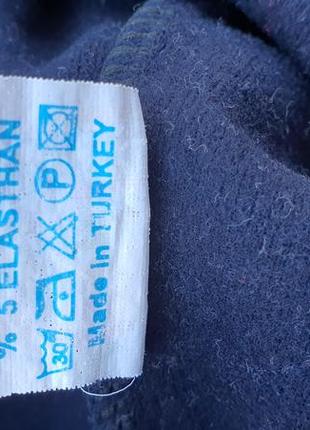 % 5 ELASTHAN
30° P
Made in TURKEY